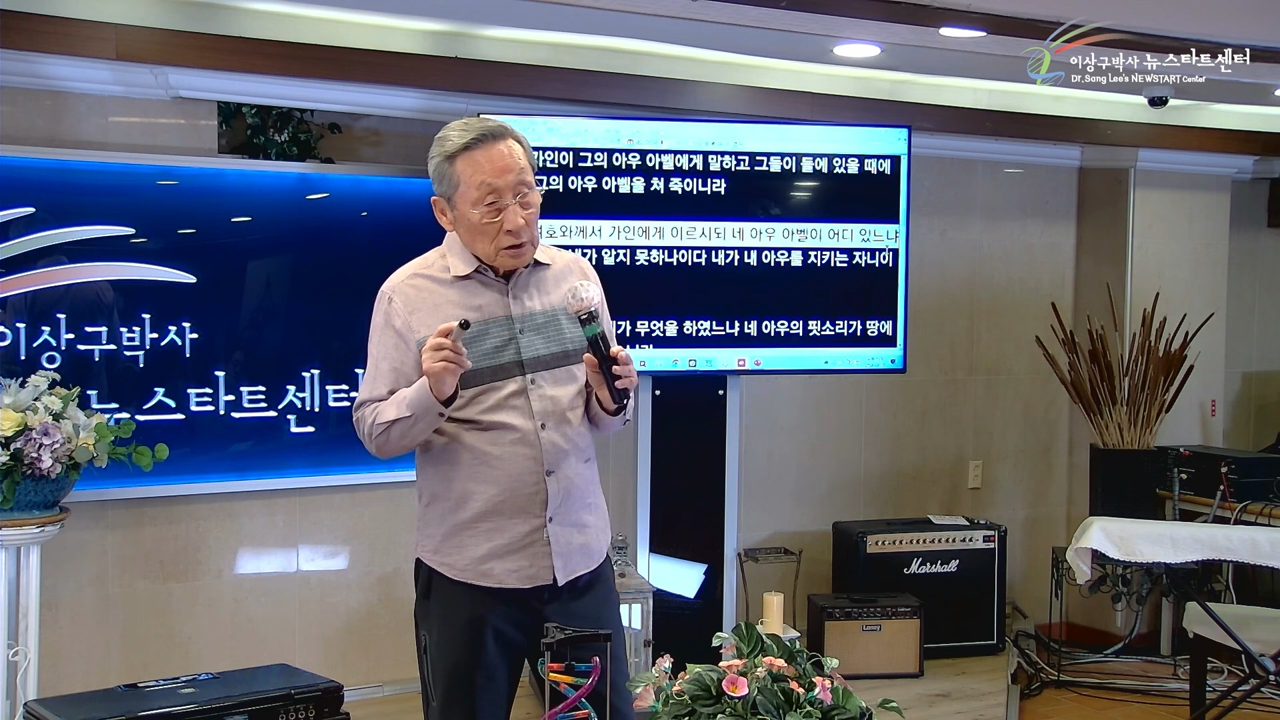 이상구박사 뉴스타트센터
Dr. Sang Lee's NEWSTART Center
가인이 그의 아우 아벨에게 말하고 그들이 들에 있을 때에
그의 아우 아벨을 쳐 죽이니라
여호와께서 가인에게 이르시되 네 아우 아벨이 어디 있느냐
내가 알지 못하나이다 내가 내 아우를 지키는 자니이
무엇을 하였느냐 네 아우의 핏소리가 땅에
이상구박사
뉴스타트센터
Marshall
Laney